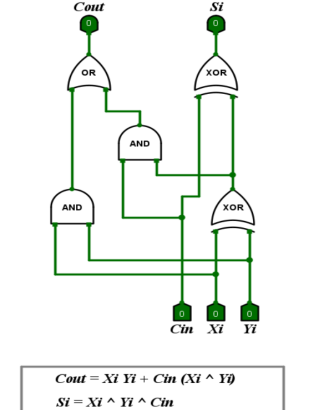 Cout Si
0 0
OR XOR
AND
AND XOR
0 0 0
Cin Xi Yi
Cout = Xi Yi + Cin (Xi ^ Yi)
Si = Xi ^ Yi ^ Cin